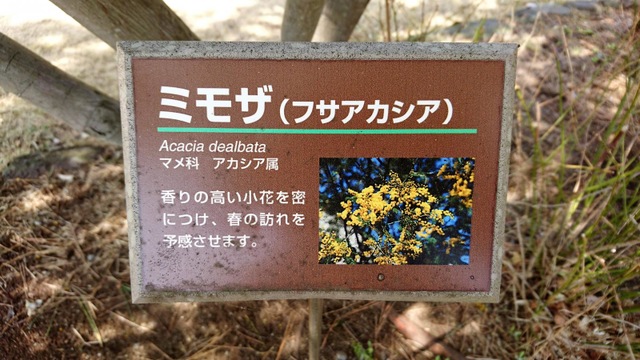 ミモザ（フサアカシア）
Acacia dealbata
マメ科　アカシア属
香りの高い小花を密
につけ、春の訪れを
予感させます。